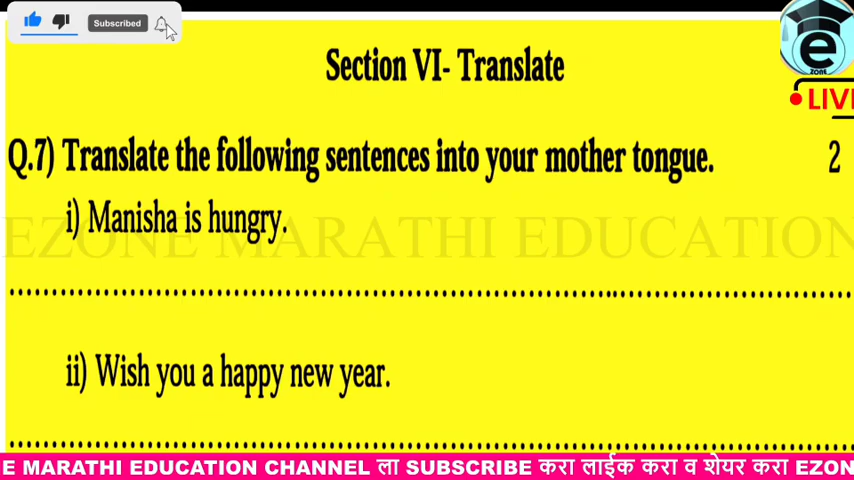 Subscribed
e
ZONE
LIVE
Section VI- Translate
Q.7) Translate the following sentences into your mother tongue. 2
i) Manisha is hungry.
EZONE MARATHI EDUCATION
................................................................................
ii) Wish you a happy new year.
................................................................................
E MARATHI EDUCATION CHANNEL ला SUBSCRIBE करा लाईक करा व शेयर करा EZON